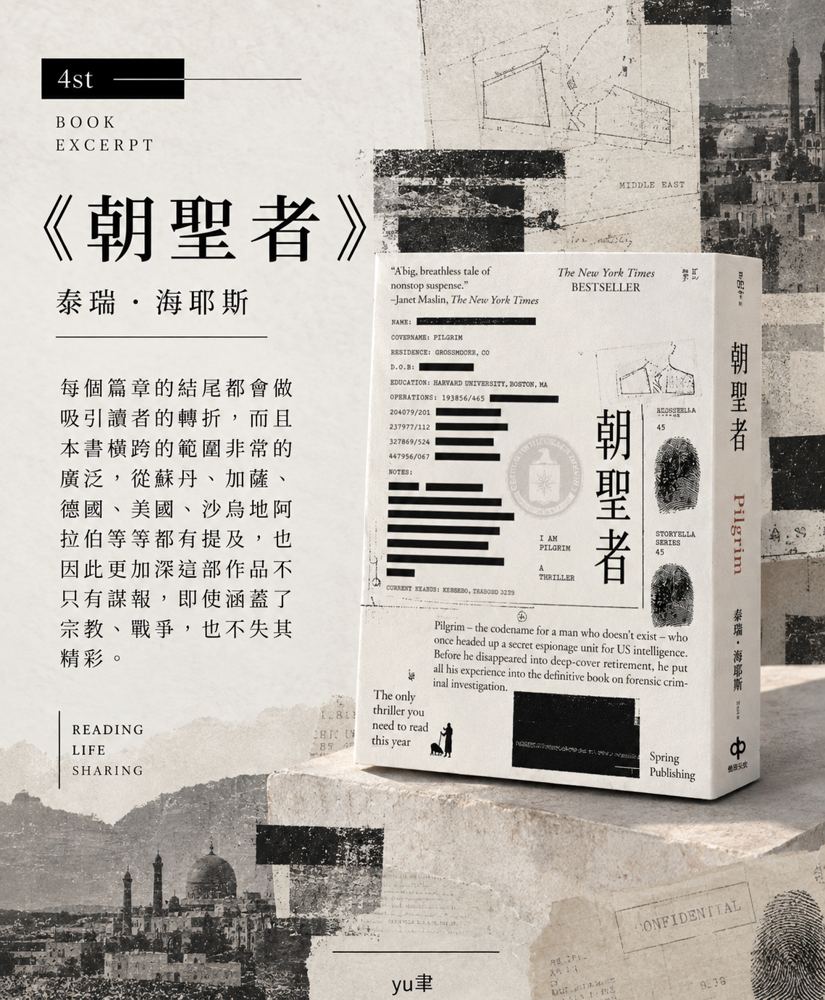 4st
BOOK
EXCERPT
《朝聖者》
泰瑞・海耶斯
每個篇章的結尾都會做
吸引讀者的轉折，而且
本書橫跨的範圍非常的
廣泛，從蘇丹、加薩、
德國、美國、沙烏地阿
拉伯等等都有提及，也
因此更加深這部作品不
只有諜報，即使涵蓋了
宗教、戰爭，也不失其
精彩。
READING
LIFE
SHARING
MIDDLE EAST
“A big, breathless tale of
nonstop suspense.”
–Janet Maslin, The New York Times
The New York Times
BESTSELLER
NAME:
COVERNAME: PILGRIM
RESIDENCE: GROSSMOORE, CO
D.O.B:
EDUCATION: HARVARD UNIVERSITY, BOSTON, MA
OPERATIONS: 193856/465
204079/201
237977/112
327869/524
447956/067
NOTES:
I AM
PILGRIM
A
THRILLER
朝聖者
45
STORYELLA
SERIES
45
Pilgrim – the codename for a man who doesn't exist – who
once headed up a secret espionage unit for US intelligence.
Before he disappeared into deep-cover retirement, he put
all his experience into the definitive book on forensic crim-
inal investigation.
The only
thriller you
need to read
this year
Spring
Publishing
朝聖者
Pilgrim
泰瑞・海耶斯
9:38
yu聿